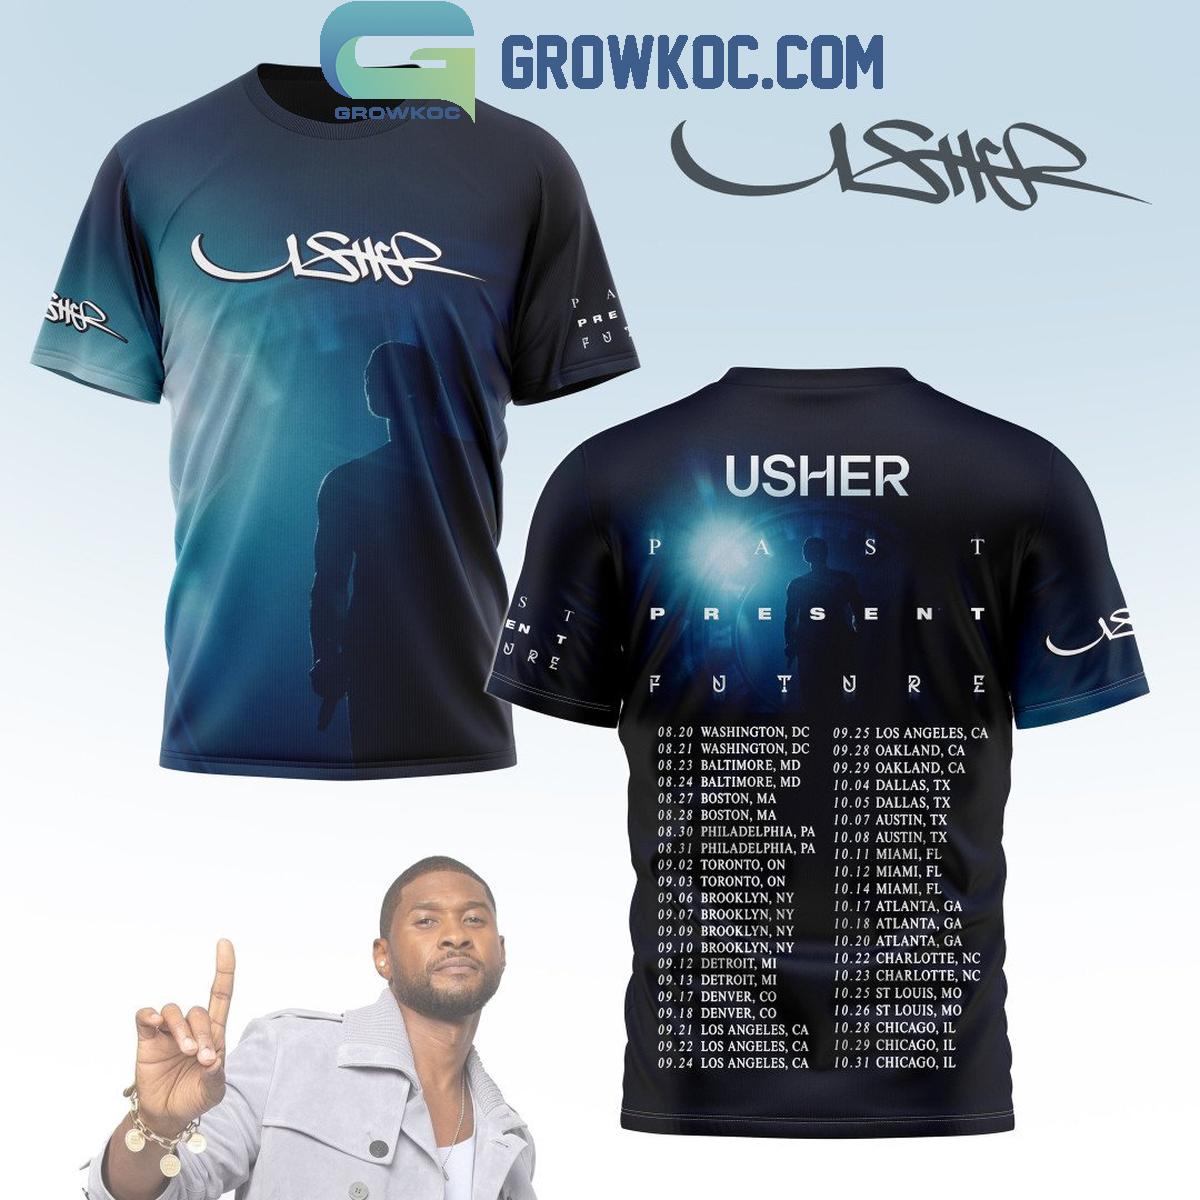 GROWKOC
GROWKOC.COM
USHER
USHER
SHER
P A
PRE
FUT
USHER
PAST
PRESENT
FUTURE
S T
ENT
URE
US
08.20 WASHINGTON, DC
08.21 WASHINGTON, DC
08.23 BALTIMORE, MD
08.24 BALTIMORE, MD
08.27 BOSTON, MA
08.28 BOSTON, MA
08.30 PHILADELPHIA, PA
08.31 PHILADELPHIA, PA
09.02 TORONTO, ON
09.03 TORONTO, ON
09.06 BROOKLYN, NY
09.07 BROOKLYN, NY
09.09 BROOKLYN, NY
09.10 BROOKLYN, NY
09.12 DETROIT, MI
09.13 DETROIT, MI
09.17 DENVER, CO
09.18 DENVER, CO
09.21 LOS ANGELES, CA
09.22 LOS ANGELES, CA
09.24 LOS ANGELES, CA
09.25 LOS ANGELES, CA
09.28 OAKLAND, CA
09.29 OAKLAND, CA
10.04 DALLAS, TX
10.05 DALLAS, TX
10.07 AUSTIN, TX
10.08 AUSTIN, TX
10.11 MIAMI, FL
10.12 MIAMI, FL
10.14 MIAMI, FL
10.17 ATLANTA, GA
10.18 ATLANTA, GA
10.20 ATLANTA, GA
10.22 CHARLOTTE, NC
10.23 CHARLOTTE, NC
10.25 ST LOUIS, MO
10.26 ST LOUIS, MO
10.28 CHICAGO, IL
10.29 CHICAGO, IL
10.31 CHICAGO, IL